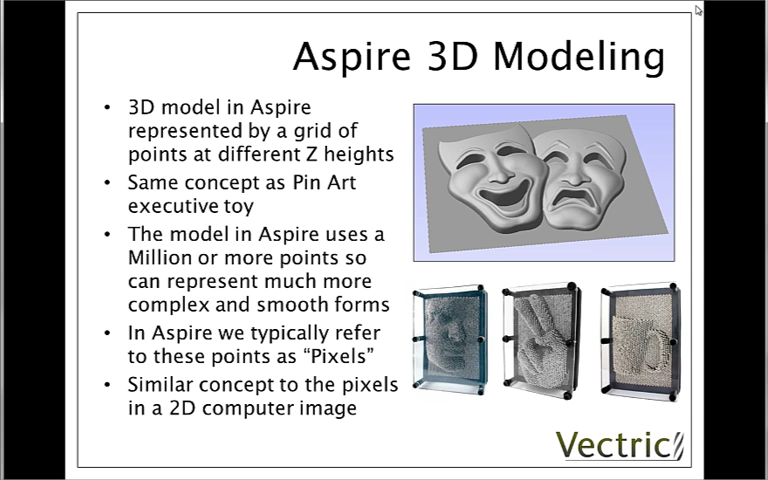 Aspire 3D Modeling
• 3D model in Aspire
represented by a grid of
points at different Z heights
• Same concept as Pin Art
executive toy
• The model in Aspire uses a
Million or more points so
can represent much more
complex and smooth forms
• In Aspire we typically refer
to these points as “Pixels”
• Similar concept to the pixels
in a 2D computer image
Vectric